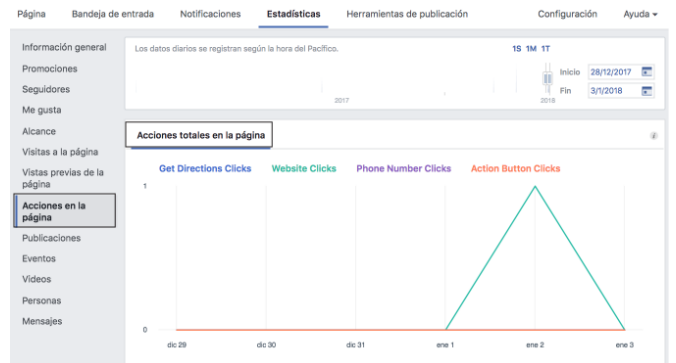 Página Bandeja de entrada Notificaciones Estadísticas Herramientas de publicación Configuración Ayuda
Información general
Promociones
Seguidores
Me gusta
Alcance
Visitas a la página
Vistas previas de la
página
Acciones en la
página
Publicaciones
Eventos
Videos
Personas
Mensajes
Los datos diarios se registran según la hora del Pacífico.
1S 1M 1T
Inicio 28/12/2017
Fin 3/1/2018
2017 2018
Acciones totales en la página
Get Directions Clicks Website Clicks Phone Number Clicks Action Button Clicks
1
0
dic 29 dic 30 dic 31 ene 1 ene 2 ene 3